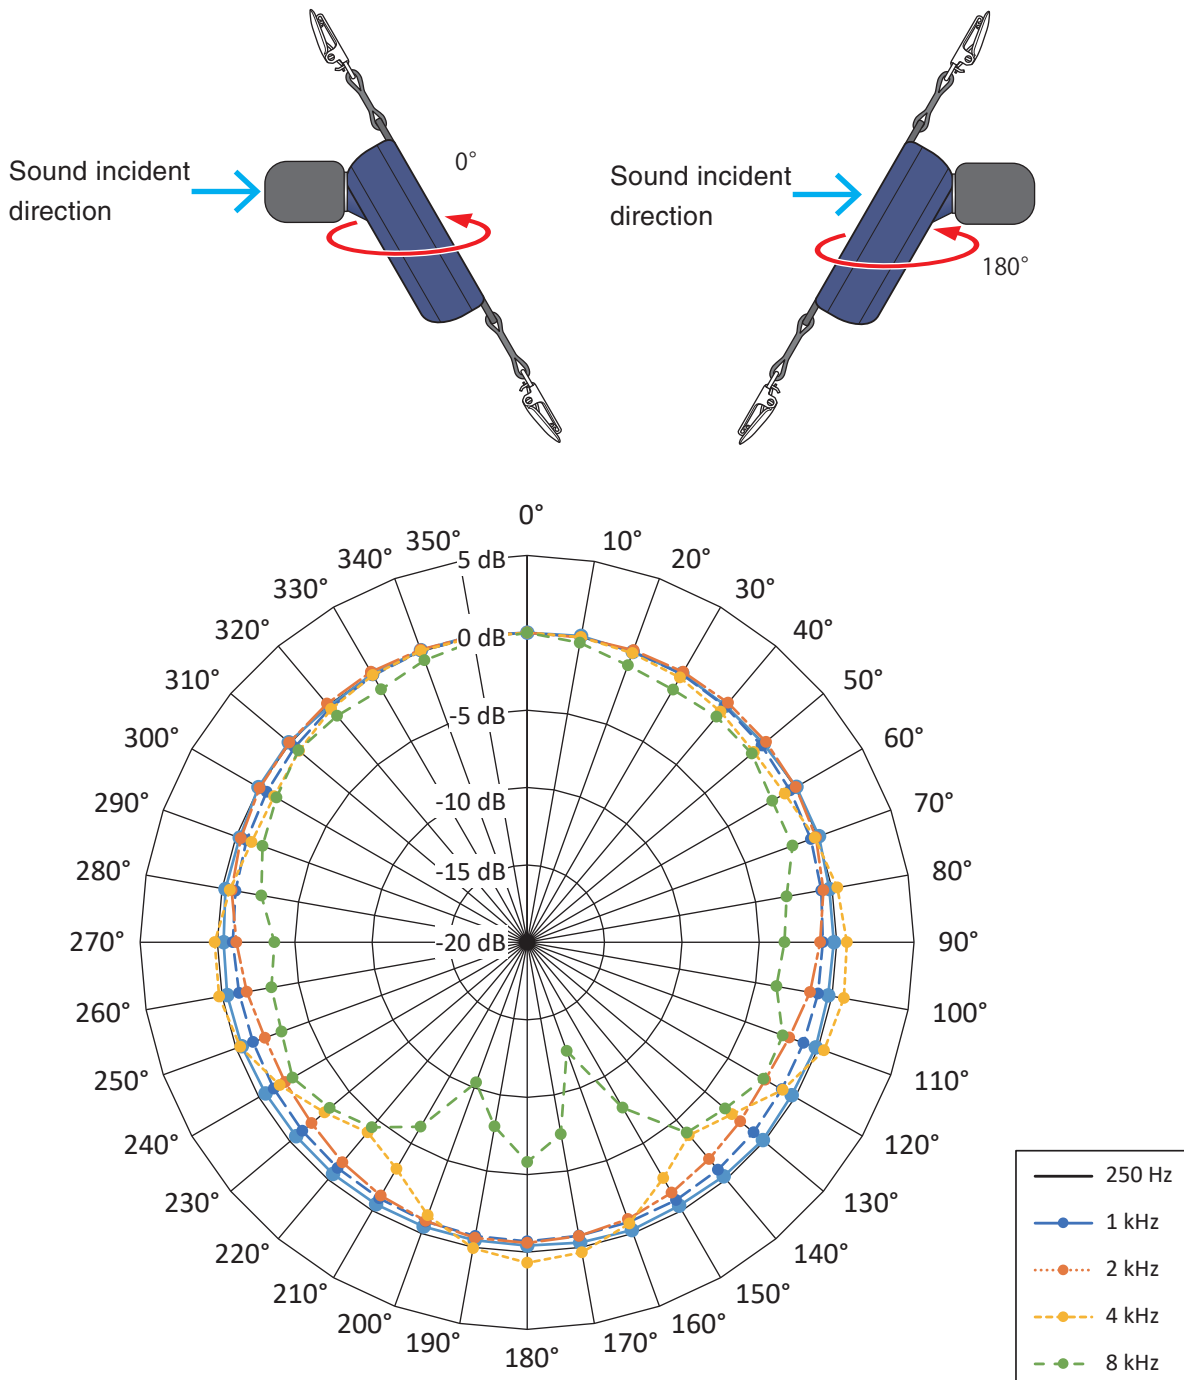 Sound incident
direction
0°
Sound incident
direction
180°
0°
10°
20°
30°
40°
50°
60°
70°
80°
90°
100°
110°
120°
130°
140°
150°
160°
170°
180°
190°
200°
210°
220°
230°
240°
250°
260°
270°
280°
290°
300°
310°
320°
330°
340°
350°
5 dB
0 dB
-5 dB
-10 dB
-15 dB
-20 dB
250 Hz
1 kHz
2 kHz
4 kHz
8 kHz